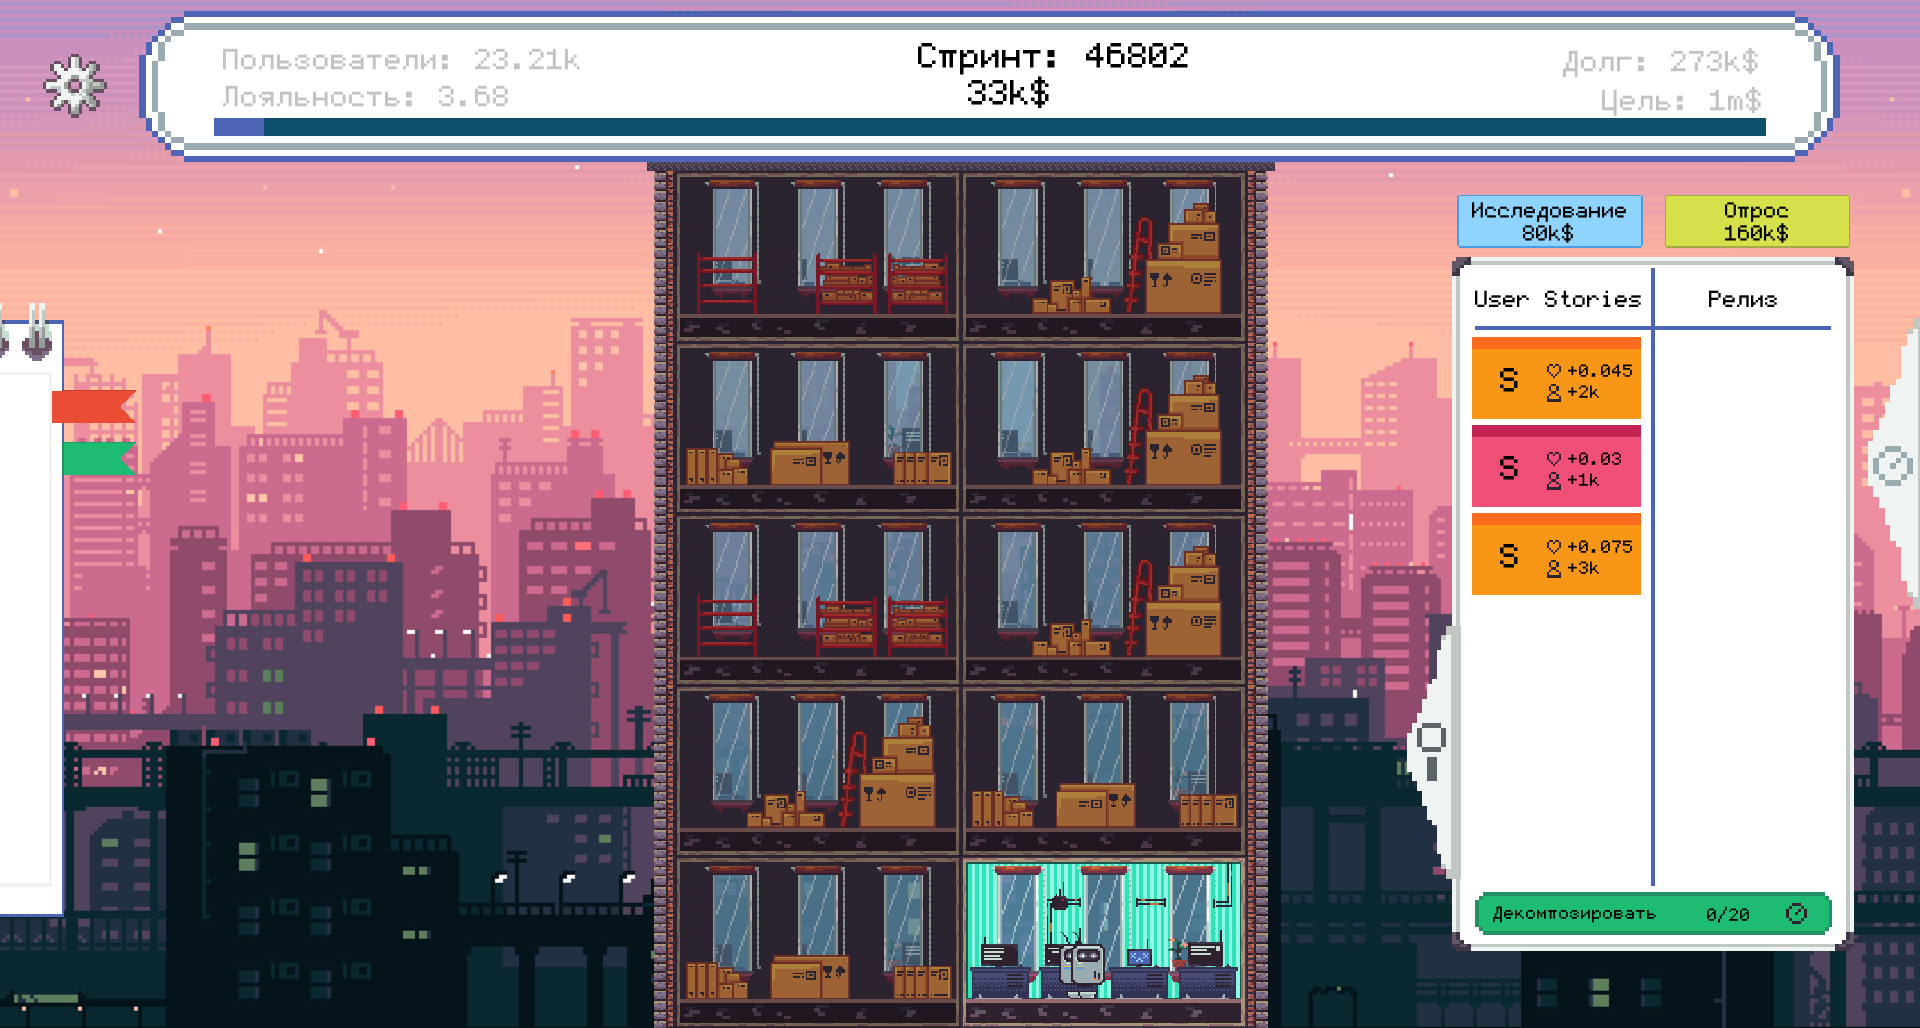 Пользователи: 23.21k
Лояльность: 3.68
Спринт: 46802
33k$
Долг: 273k$
Цель: 1m$
Исследование
80k$
Опрос
160k$
User Stories
Релиз
S
+0.045
+2k
S
+0.03
+1k
S
+0.075
+3k
Декомпозировать 0/20